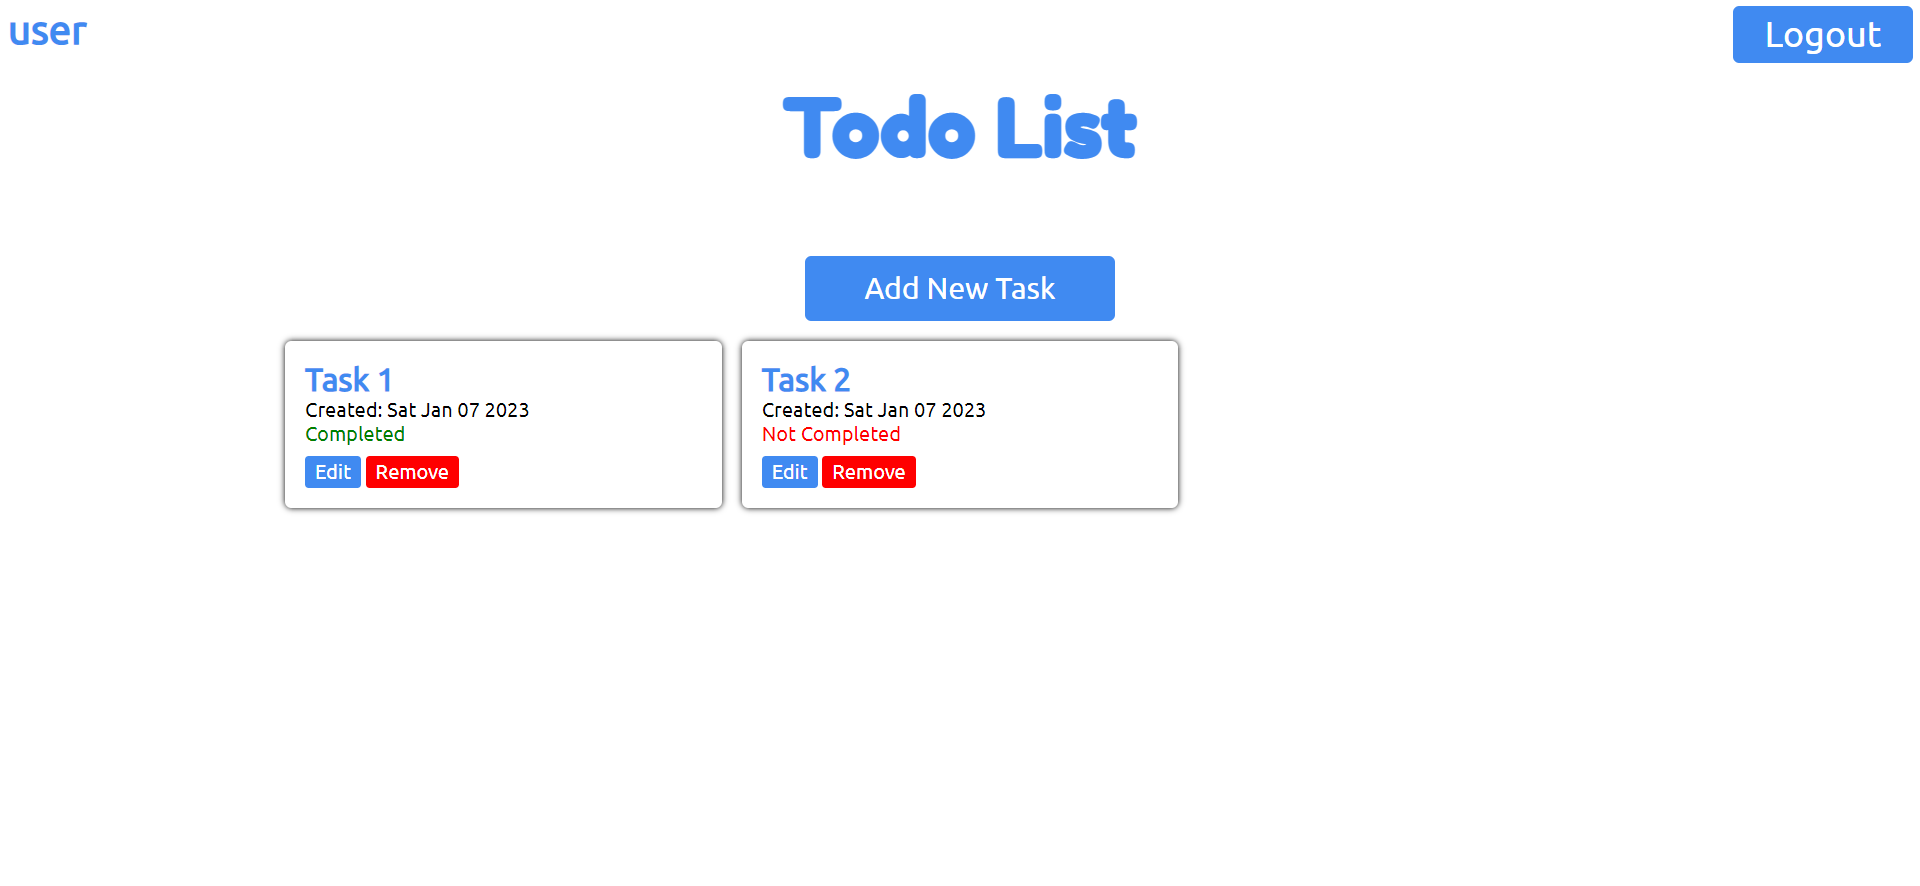 user
Logout
Todo List
Add New Task
Task 1
Created: Sat Jan 07 2023
Completed
Edit Remove
Task 2
Created: Sat Jan 07 2023
Not Completed
Edit Remove